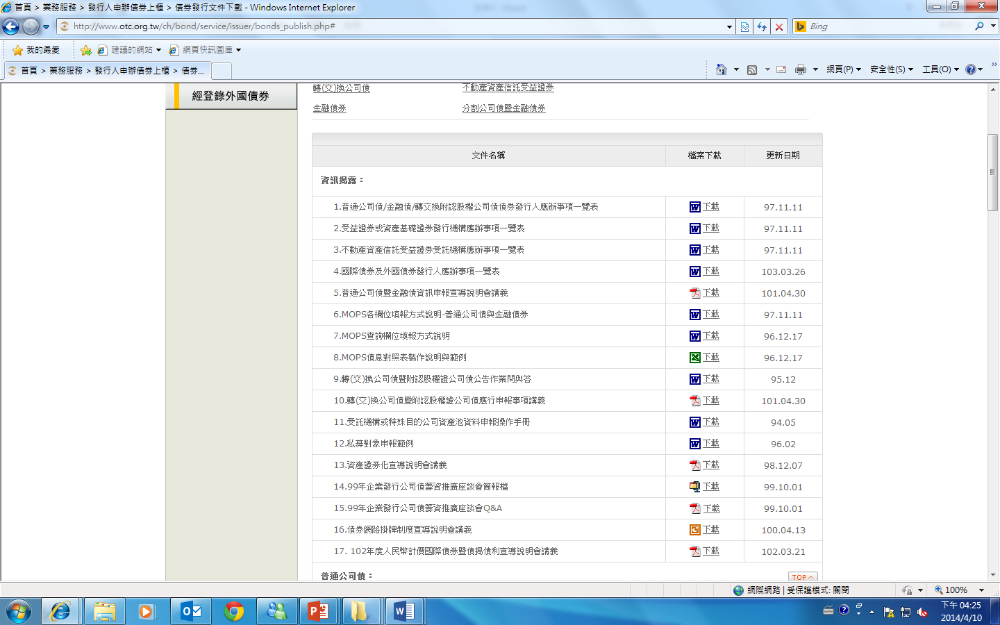 首頁 > 業務服務 > 發行人申辦債券上櫃 > 債券發行文件下載 - Windows Internet Explorer
http://www.otc.org.tw/ch/bond/service/issuer/bonds_publish.php#
Bing
我的最愛
建議的網站
網頁快訊圖庫
首頁 > 業務服務 > 發行人申辦債券上櫃 > 債券...
網頁(P)
安全性(S)
工具(O)
經登錄外國債券
轉(交)換公司債
不動產資產信託受益證券
金融債券
分割公司債暨金融債券
文件名稱 檔案下載 更新日期
資訊揭露：
1.普通公司債/金融債/轉交換附認股權公司債債券發行人應辦事項一覽表 下載 97.11.11
2.受益證券或資產基礎證券發行機構應辦事項一覽表 下載 97.11.11
3.不動產資產信託受益證券受託機構應辦事項一覽表 下載 97.11.11
4.國際債券及外國債券發行人應辦事項一覽表 下載 103.03.26
5.普通公司債暨金融債資訊申報宣導說明會講義 下載 101.04.30
6.MOPS各欄位填報方式說明-普通公司債與金融債券 下載 97.11.11
7.MOPS查詢欄位填報方式說明 下載 96.12.17
8.MOPS債息對照表製作說明與範例 下載 96.12.17
9.轉(交)換公司債暨附認股權證公司債公告作業問與答 下載 95.12
10.轉(交)換公司債暨附認股權證公司債應行申報事項講義 下載 101.04.30
11.受託機構或特殊目的公司資產池資料申報操作手冊 下載 94.05
12.私募對象申報範例 下載 96.02
13.資產證券化宣導說明會講義 下載 98.12.07
14.99年企業發行公司債籌資推廣座談會簡報檔 下載 99.10.01
15.99年企業發行公司債籌資推廣座談會Q&A 下載 99.10.01
16.債券網路掛牌制度宣導說明會講義 下載 100.04.13
17. 102年度人民幣計價國際債券暨債揭債利宣導說明會講義 下載 102.03.21
普通公司債：
TOP
網際網路 | 受保護模式: 關閉
100%
下午 04:25
2014/4/10